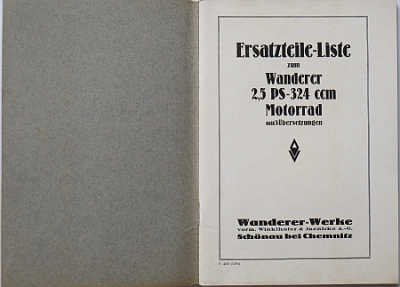 Ersatzteile-Liste
zum
Wanderer
2,5 PS-324 ccm
Motorrad
mit 3 Übersetzungen
Wanderer-Werke
vorm. Winklhofer & Jaenicke A.-G.
Schönau bei Chemnitz